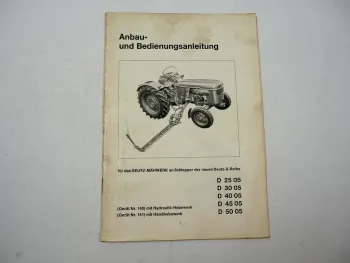 Anbau-
und Bedienungsanleitung
für das DEUTZ-MÄHWERK an Schlepper der neuen Deutz-D-Reihe
D 25 05
D 30 05
D 40 05
(Gerät Nr. 140) mit Hydraulik-Hebewerk D 45 05
(Gerät Nr. 141) mit Handhebewerk D 50 05